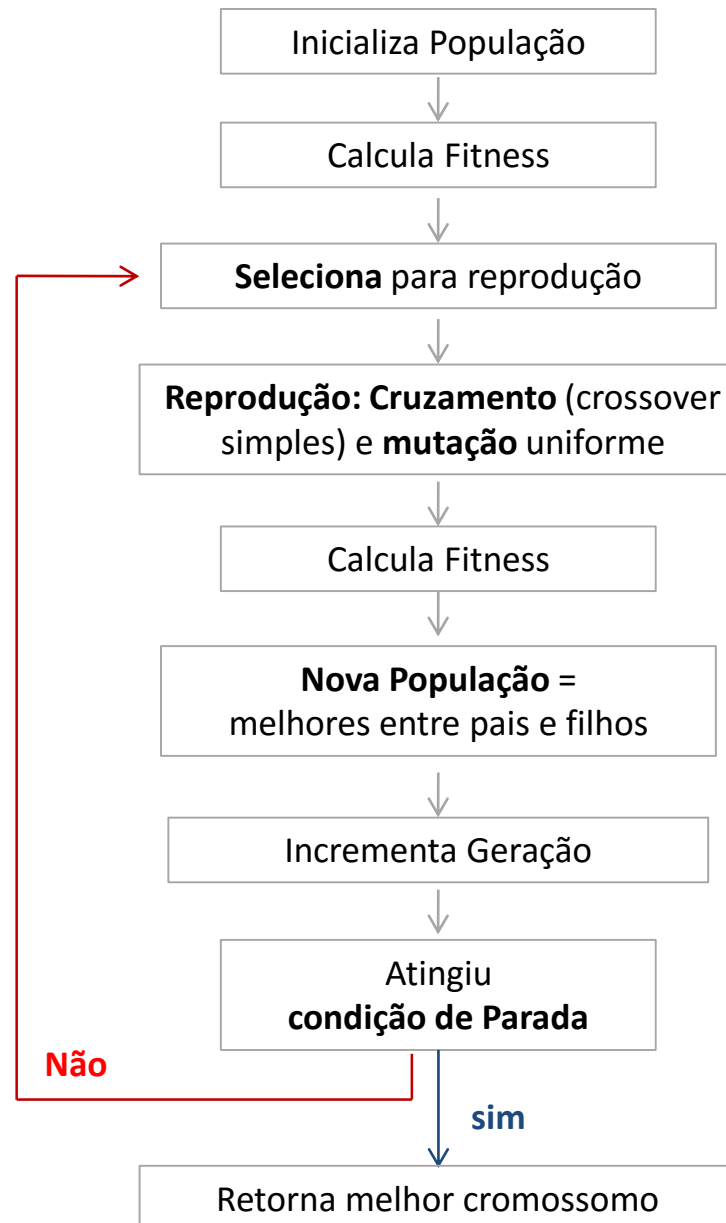 Inicializa População
Calcula Fitness
Seleciona para reprodução
Reprodução: Cruzamento (crossover
simples) e mutação uniforme
Calcula Fitness
Nova População =
melhores entre pais e filhos
Incrementa Geração
Atingiu
condição de Parada
Não
sim
Retorna melhor cromossomo